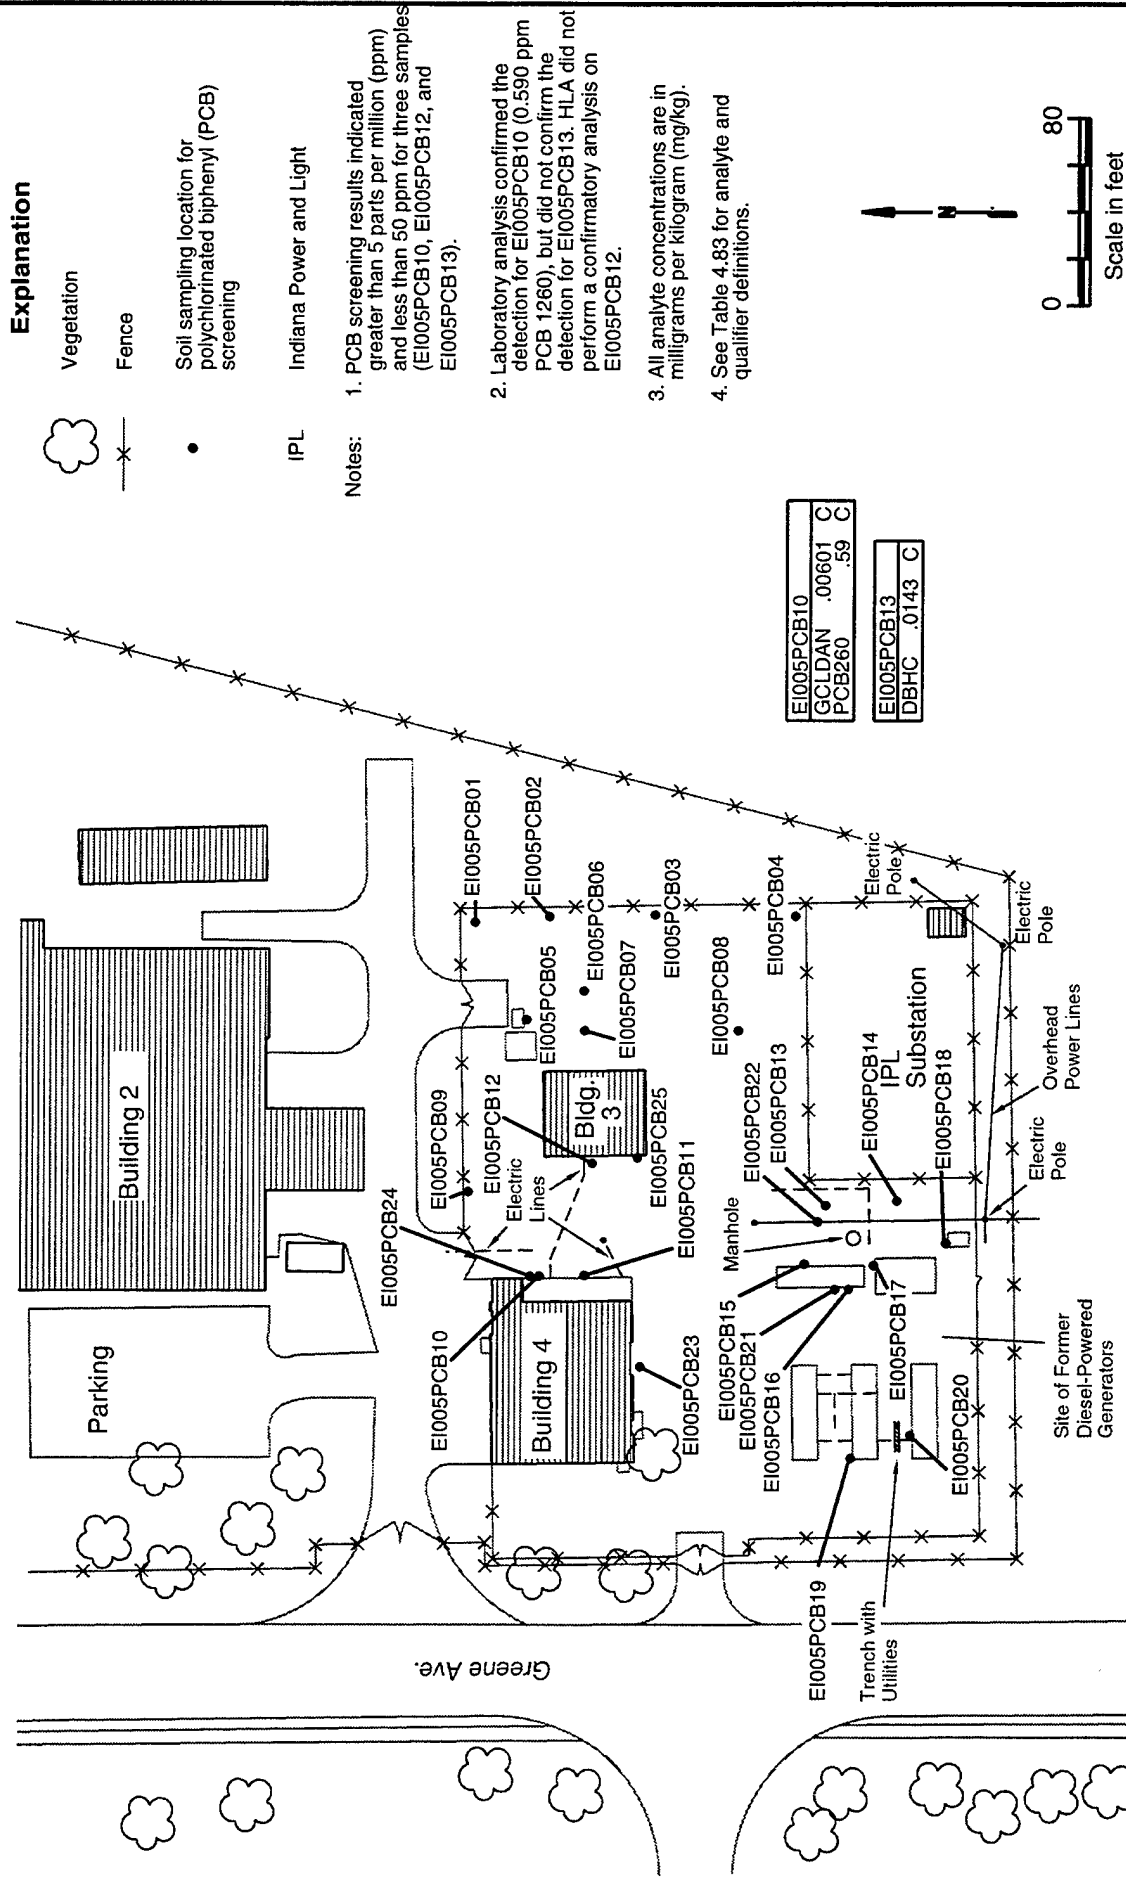 Explanation
Vegetation
Fence
Soil sampling location for
polychlorinated biphenyl (PCB)
screening
IPL Indiana Power and Light
Notes: 1. PCB screening results indicated
greater than 5 parts per million (ppm)
and less than 50 ppm for three samples
(EI005PCB10, EI005PCB12, and
EI005PCB13).
2. Laboratory analysis confirmed the
detection for EI005PCB10 (0.590 ppm
PCB 1260), but did not confirm the
detection for EI005PCB13. HLA did not
perform a confirmatory analysis on
EI005PCB12.
3. All analyte concentrations are in
milligrams per kilogram (mg/kg).
4. See Table 4.83 for analyte and
qualifier definitions.
N
0 80
Scale in feet
EI005PCB10
GCLDAN .00601 C
PCB260 .59 C
EI005PCB13
DBHC .0143 C
Building 2
Parking
Greene Ave.
EI005PCB01
EI005PCB02
EI005PCB05
EI005PCB06
EI005PCB07
EI005PCB03
EI005PCB08
EI005PCB04
EI005PCB09
EI005PCB12
EI005PCB24
Electric
Lines
Bldg.
3
EI005PCB25
EI005PCB11
EI005PCB10
Building 4
EI005PCB23
Manhole
EI005PCB22
EI005PCB13
EI005PCB14
IPL
Substation
EI005PCB18
EI005PCB15
EI005PCB21
EI005PCB16
EI005PCB17
EI005PCB20
EI005PCB19
Trench with
Utilities
Site of Former
Diesel-Powered
Generators
Electric
Pole
Overhead
Power Lines
Electric
Pole
Electric
Pole